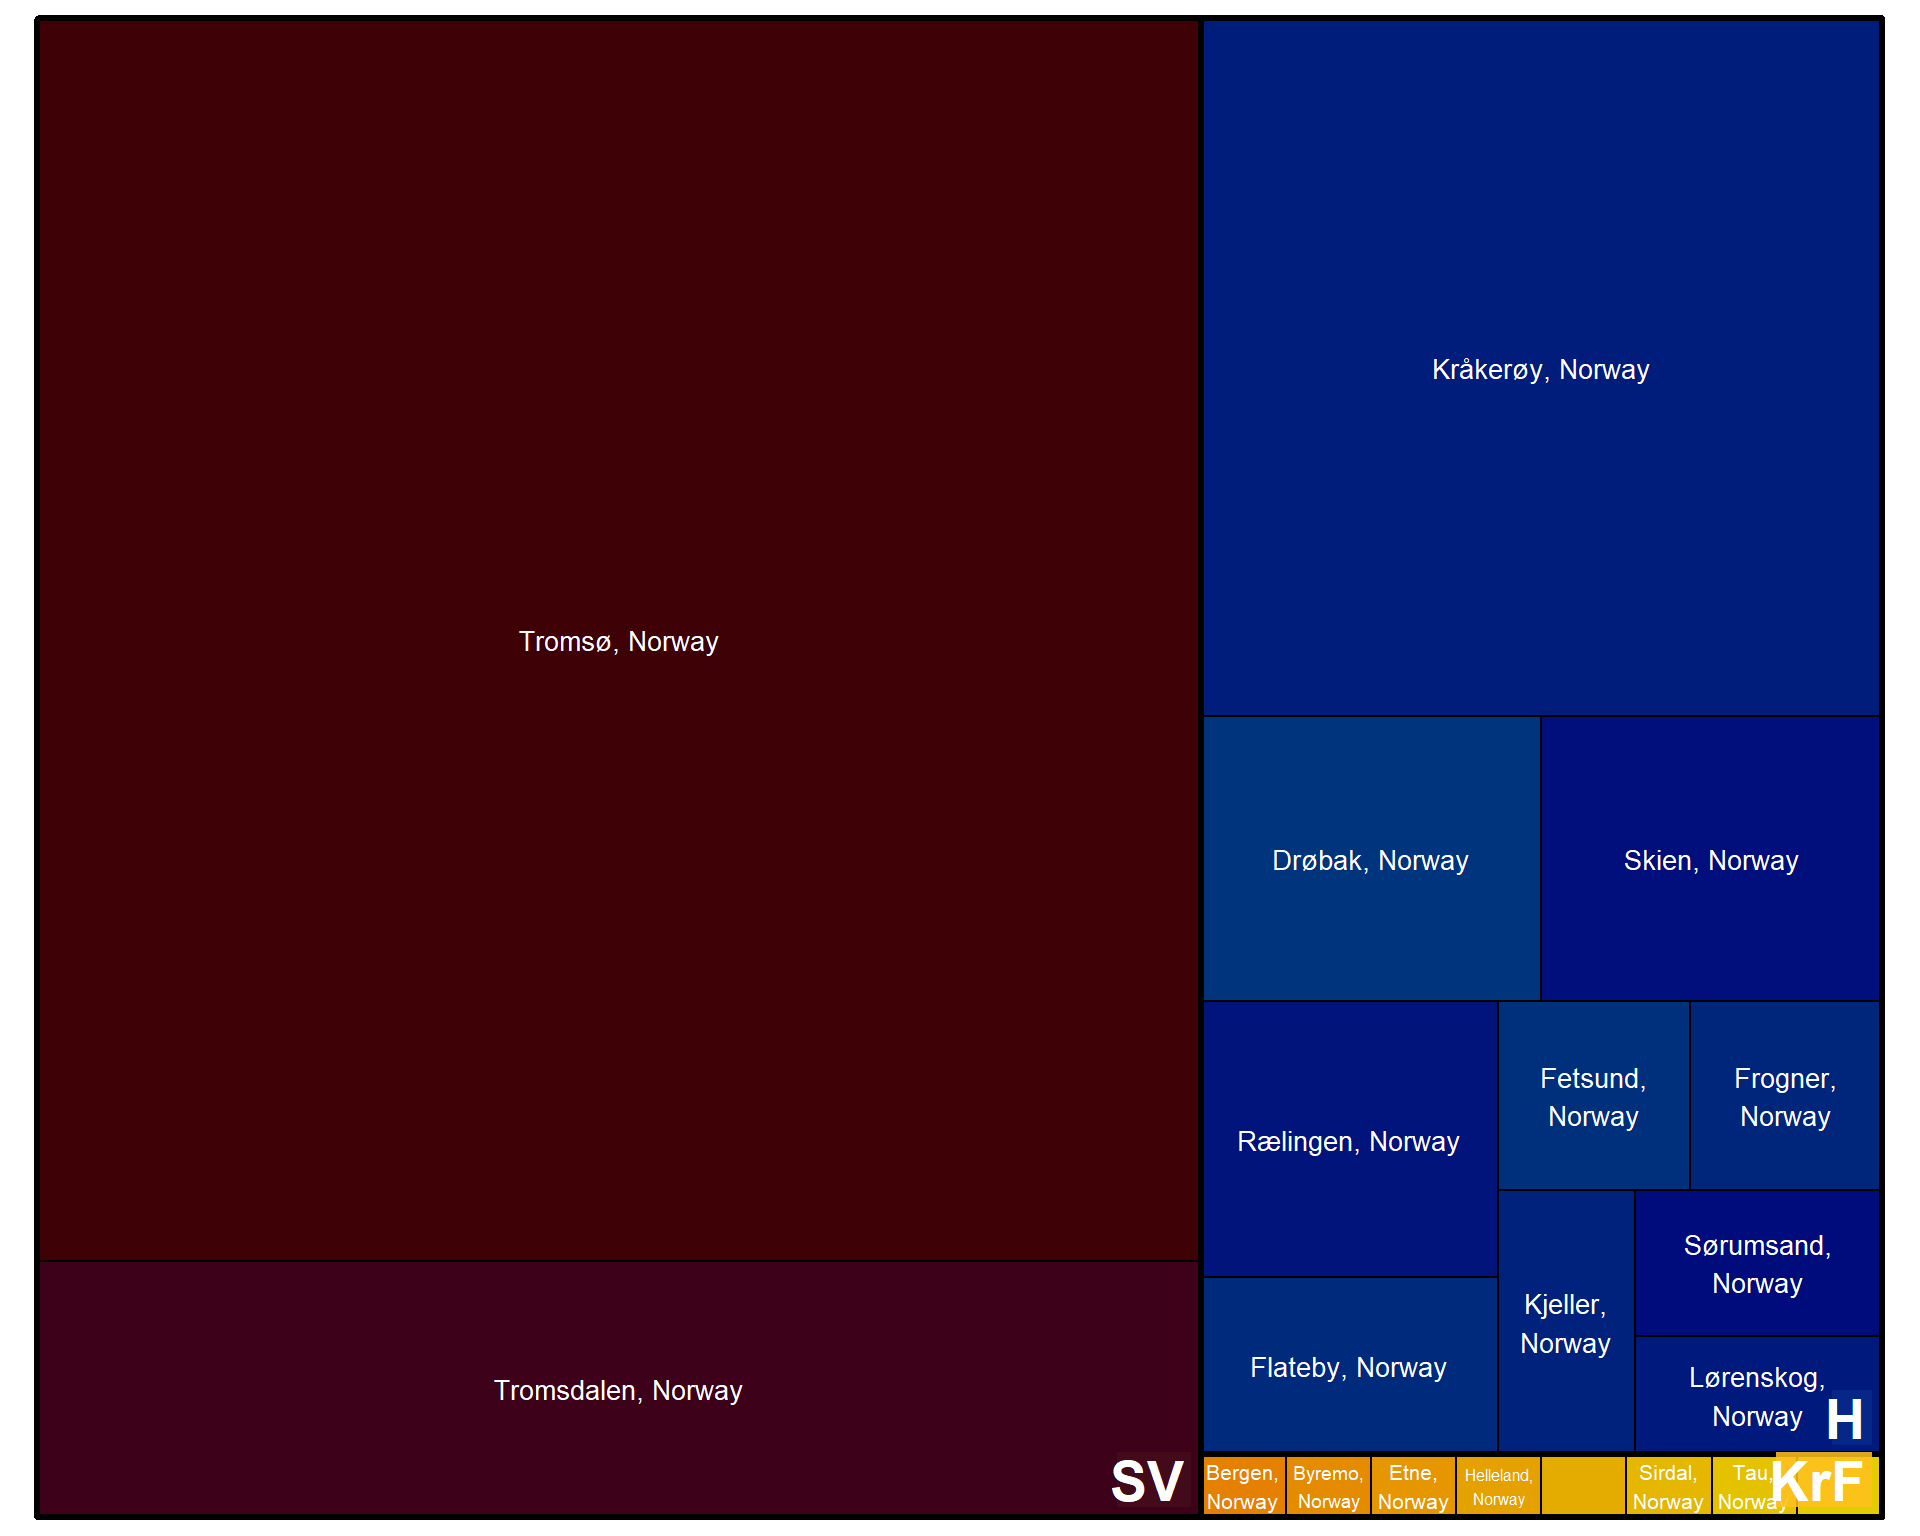 Tromsø, Norway
Tromsdalen, Norway
SV
Kråkerøy, Norway
Drøbak, Norway
Skien, Norway
Rælingen, Norway
Flateby, Norway
Fetsund,
Norway
Frogner,
Norway
Kjeller,
Norway
Sørumsand,
Norway
Lørenskog,
Norway
H
Bergen,
Norway
Byremo,
Norway
Etne,
Norway
Helleland,
Norway
Sirdal,
Norway
Tau,
Norway
KrF